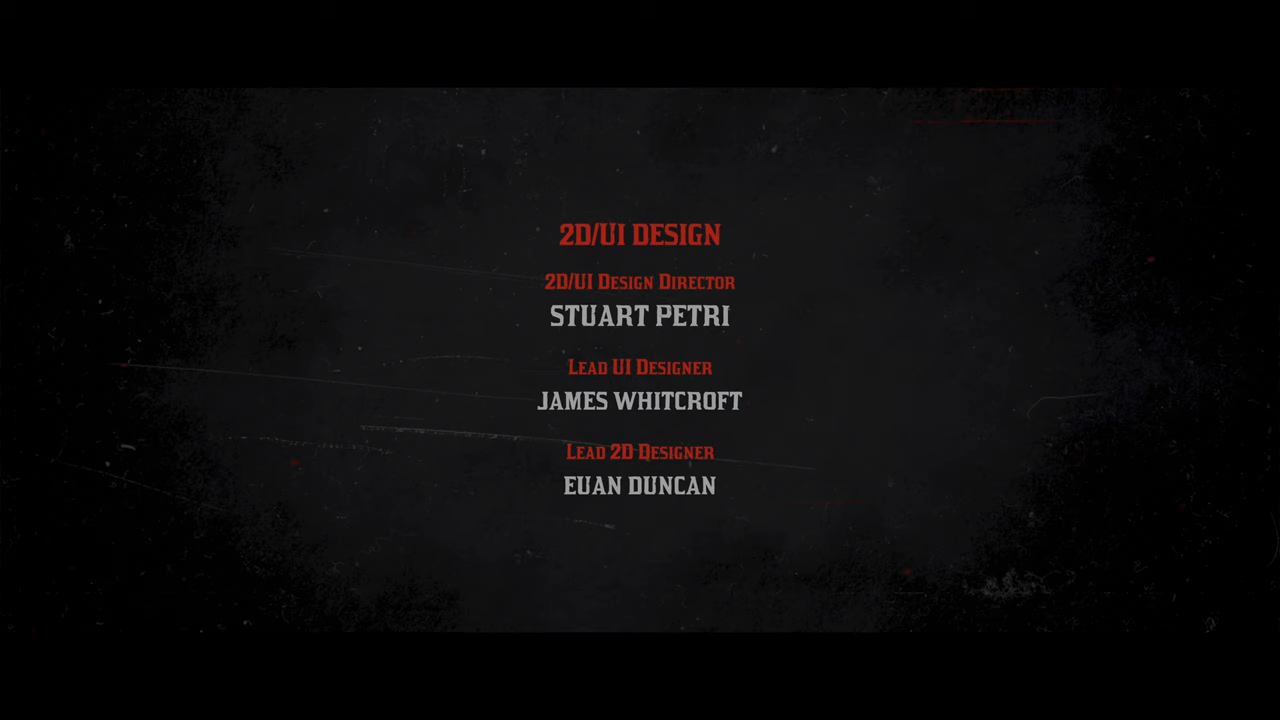 2D/UI DESIGN
2D/UI Design Director
STUART PETRI
Lead UI Designer
JAMES WHITCROFT
Lead 2D Designer
EUAN DUNCAN